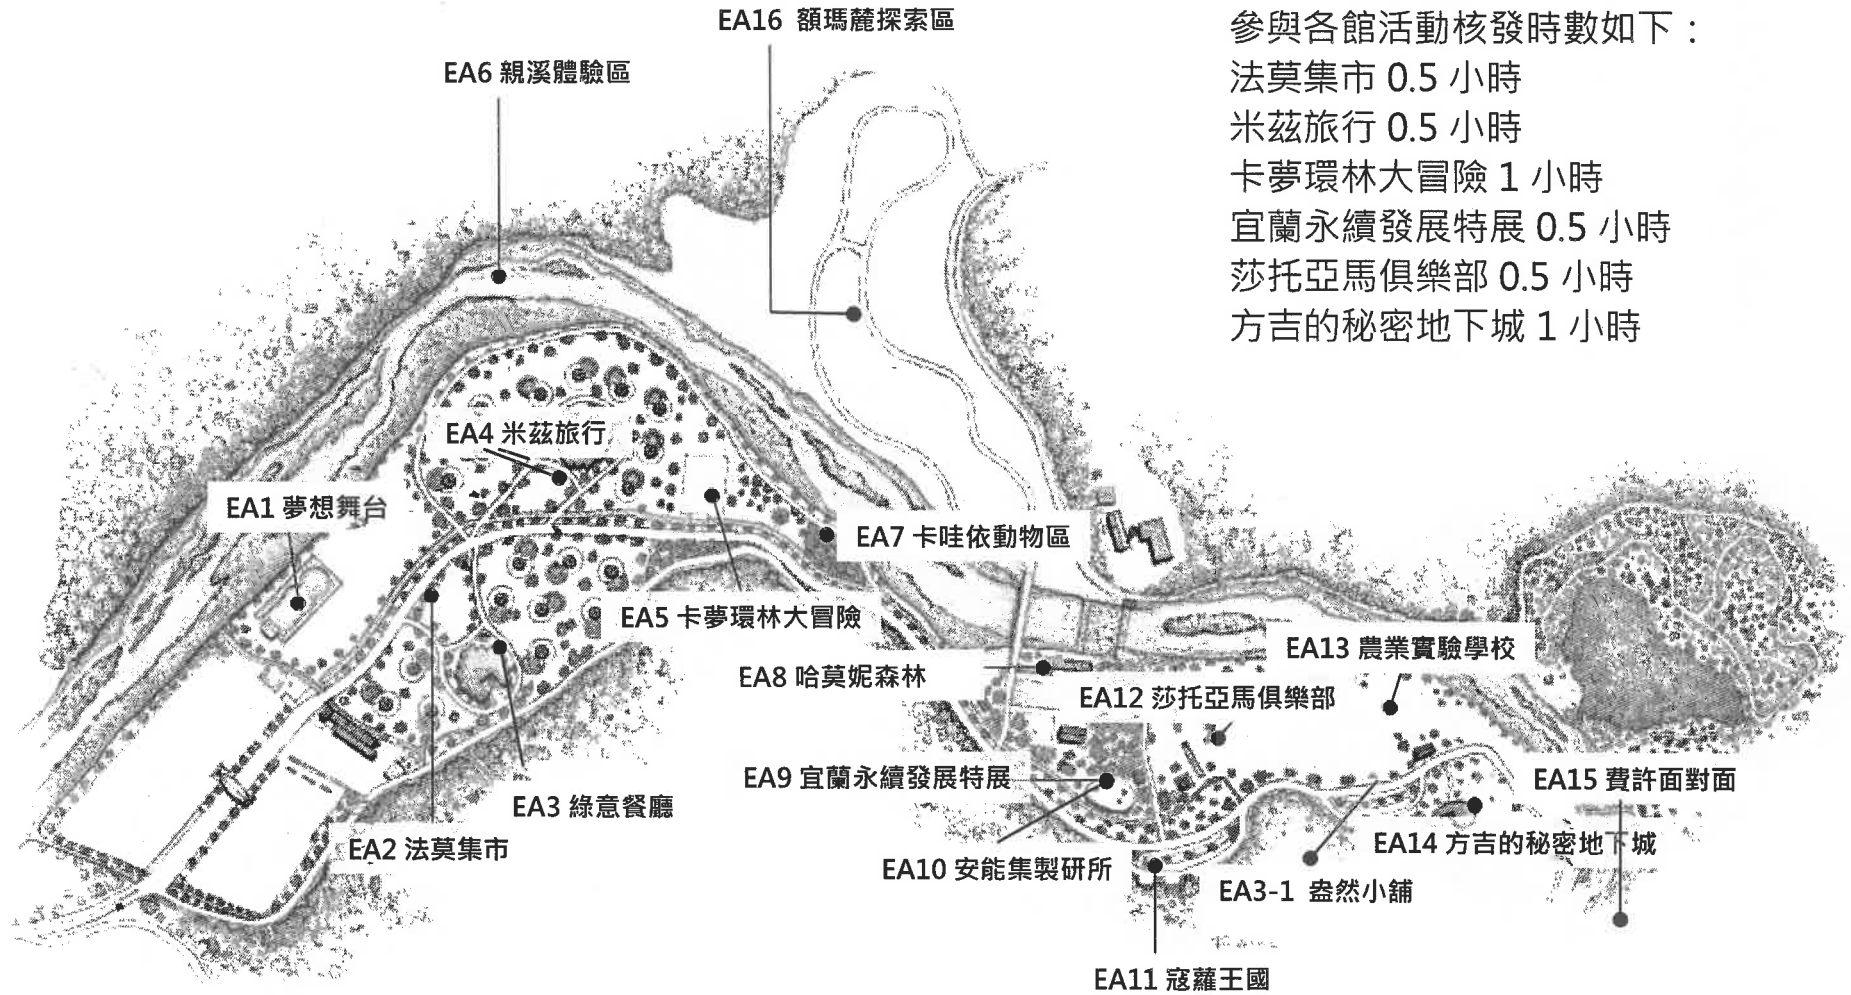 EA16 額瑪麓探索區
參與各館活動核發時數如下：
法莫集市 0.5 小時
米茲旅行 0.5 小時
卡夢環林大冒險 1 小時
宜蘭永續發展特展 0.5 小時
莎托亞馬俱樂部 0.5 小時
方吉的秘密地下城 1 小時
EA6 親溪體驗區
EA4 米茲旅行
EA1 夢想舞台
EA7 卡哇依動物區
EA5 卡夢環林大冒險
EA13 農業實驗學校
EA8 哈莫妮森林
EA12 莎托亞馬俱樂部
EA9 宜蘭永續發展特展
EA15 費許面對面
EA3 綠意餐廳
EA2 法莫集市
EA14 方吉的秘密地下城
EA10 安能集製研所
EA3-1 盎然小舖
EA11 寇蘿王國